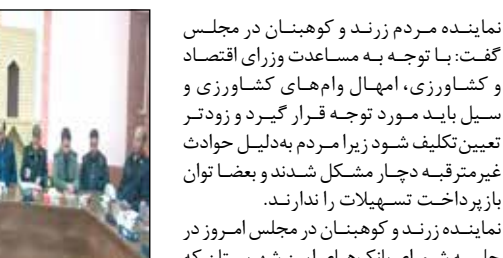 نماینده مردم زرند و کوهبنان در مجلس
گفت: با توجه به مساعدت وزرای اقتصاد
و کشاورزی، امهال وام‌های کشاورزی و
سیل باید مورد توجه قرار گیرد و زودتر
تعیین‌تکلیف شود زیرا مردم به‌دلیل حوادث
غیرمترقبه دچار مشکل شدند و بعضا توان
بازپرداخت تسهیلات را ندارند.
نماینده زرند و کوهبنان در مجلس امروز در